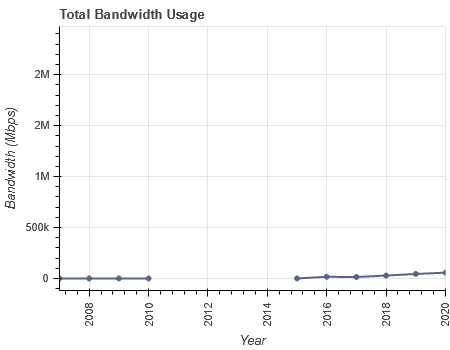 Total Bandwidth Usage
Bandwidth (Mbps)
2M
2M
1M
500k
0
2008
2010
2012
2014
2016
2018
2020
Year